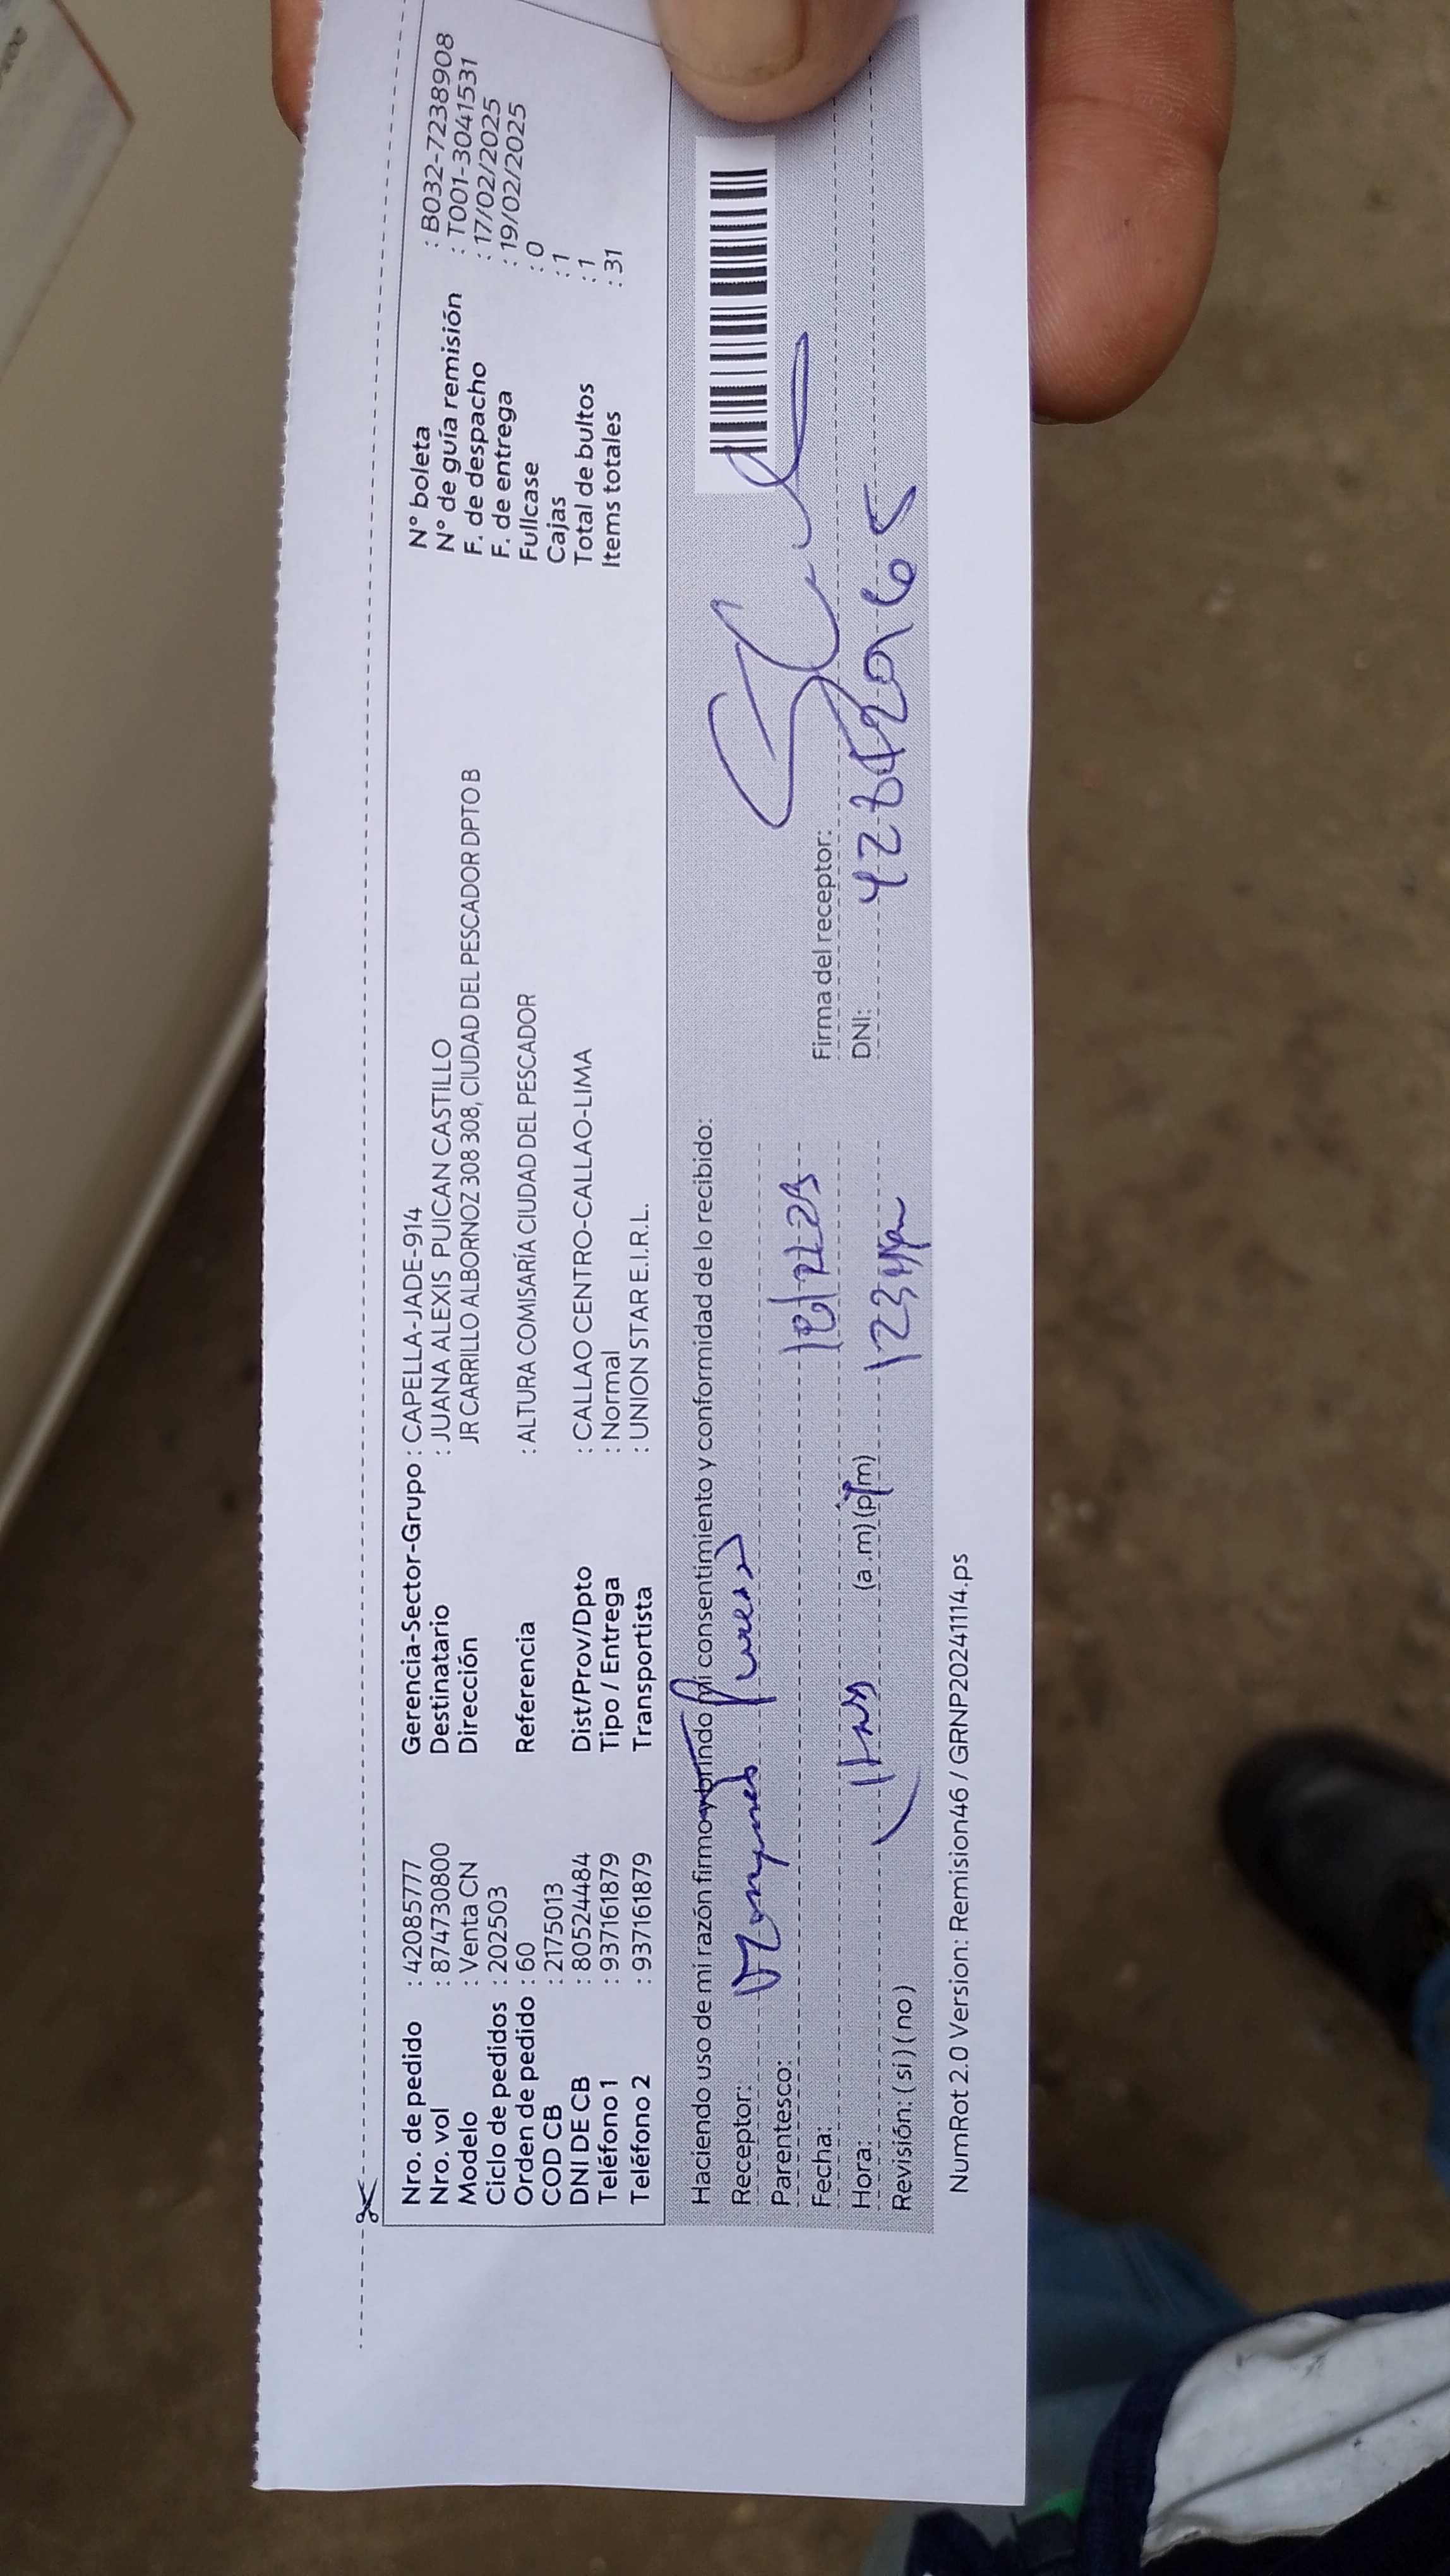 Nro. de pedido : 42085777 Gerencia-Sector-Grupo : CAPELLA-JADE-914 N° boleta : B032-7238908
Nro. vol : 874730800 Destinatario : JUANA ALEXIS PUICAN CASTILLO N° de guía remisión : T001-3041531
Modelo : Venta CN Dirección JR CARRILLO ALBORNOZ 308 308, CIUDAD DEL PESCADOR DPTO B F. de despacho : 17/02/2025
Ciclo de pedidos : 202503 F. de entrega : 19/02/2025
Orden de pedido : 60 Referencia : ALTURA COMISARÍA CIUDAD DEL PESCADOR Fullcase : 0
COD CB : 2175013 Cajas : 1
DNI DE CB : 80524484 Dist/Prov/Dpto : CALLAO CENTRO-CALLAO-LIMA Total de bultos : 1
Teléfono 1 : 937161879 Tipo / Entrega : Normal Items totales : 31
Teléfono 2 : 937161879 Transportista : UNION STAR E.I.R.L.
Haciendo uso de mi razón firmo y brindo mi consentimiento y conformidad de lo recibido:
Receptor:
Parentesco:
Fecha: Firma del receptor:
Hora: (a.m) (p.m) DNI:
Revisión: ( si ) ( no )
NumRot 2.0 Version: Remision46 / GRNP20241114.ps